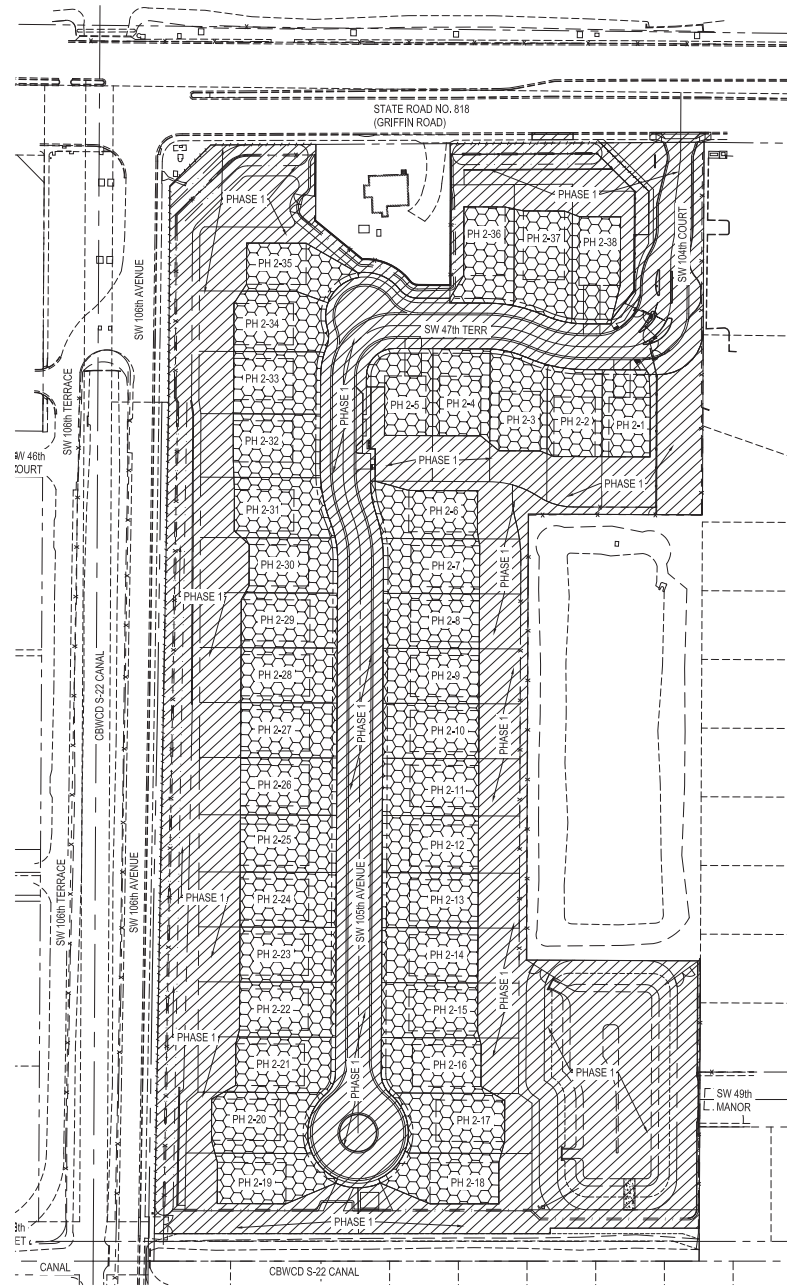 STATE ROAD NO. 818
(GRIFFIN ROAD)
PHASE 1
PHASE 1
SW 104th COURT
PH 2-36
PH 2-37
PH 2-38
PH 2-35
SW 106th AVENUE
PH 2-34
SW 47th TERR
PH 2-33
PHASE 1
PH 2-5
PH 2-4
PH 2-3
PH 2-2
PH 2-1
SW 106th TERRACE
PH 2-32
SW 46th
COURT
PHASE 1
PHASE 1
PH 2-31
PH 2-6
PH 2-30
PH 2-7
PHASE 1
PHASE 1
PH 2-29
PH 2-8
CBWCD S-22 CANAL
PH 2-28
PH 2-9
PHASE 1
PHASE 1
PH 2-27
PH 2-10
PH 2-26
PH 2-11
PH 2-25
PH 2-12
SW 106th TERRACE
SW 106th AVENUE
PHASE 1
PH 2-24
SW 105th AVENUE
PH 2-13
PH 2-23
PH 2-14
PHASE 1
PH 2-22
PH 2-15
PHASE 1
PH 2-21
PHASE 1
PH 2-16
PHASE 1
SW 49th
MANOR
PH 2-20
PH 2-17
PH 2-19
PH 2-18
PHASE 1
CANAL
CBWCD S-22 CANAL